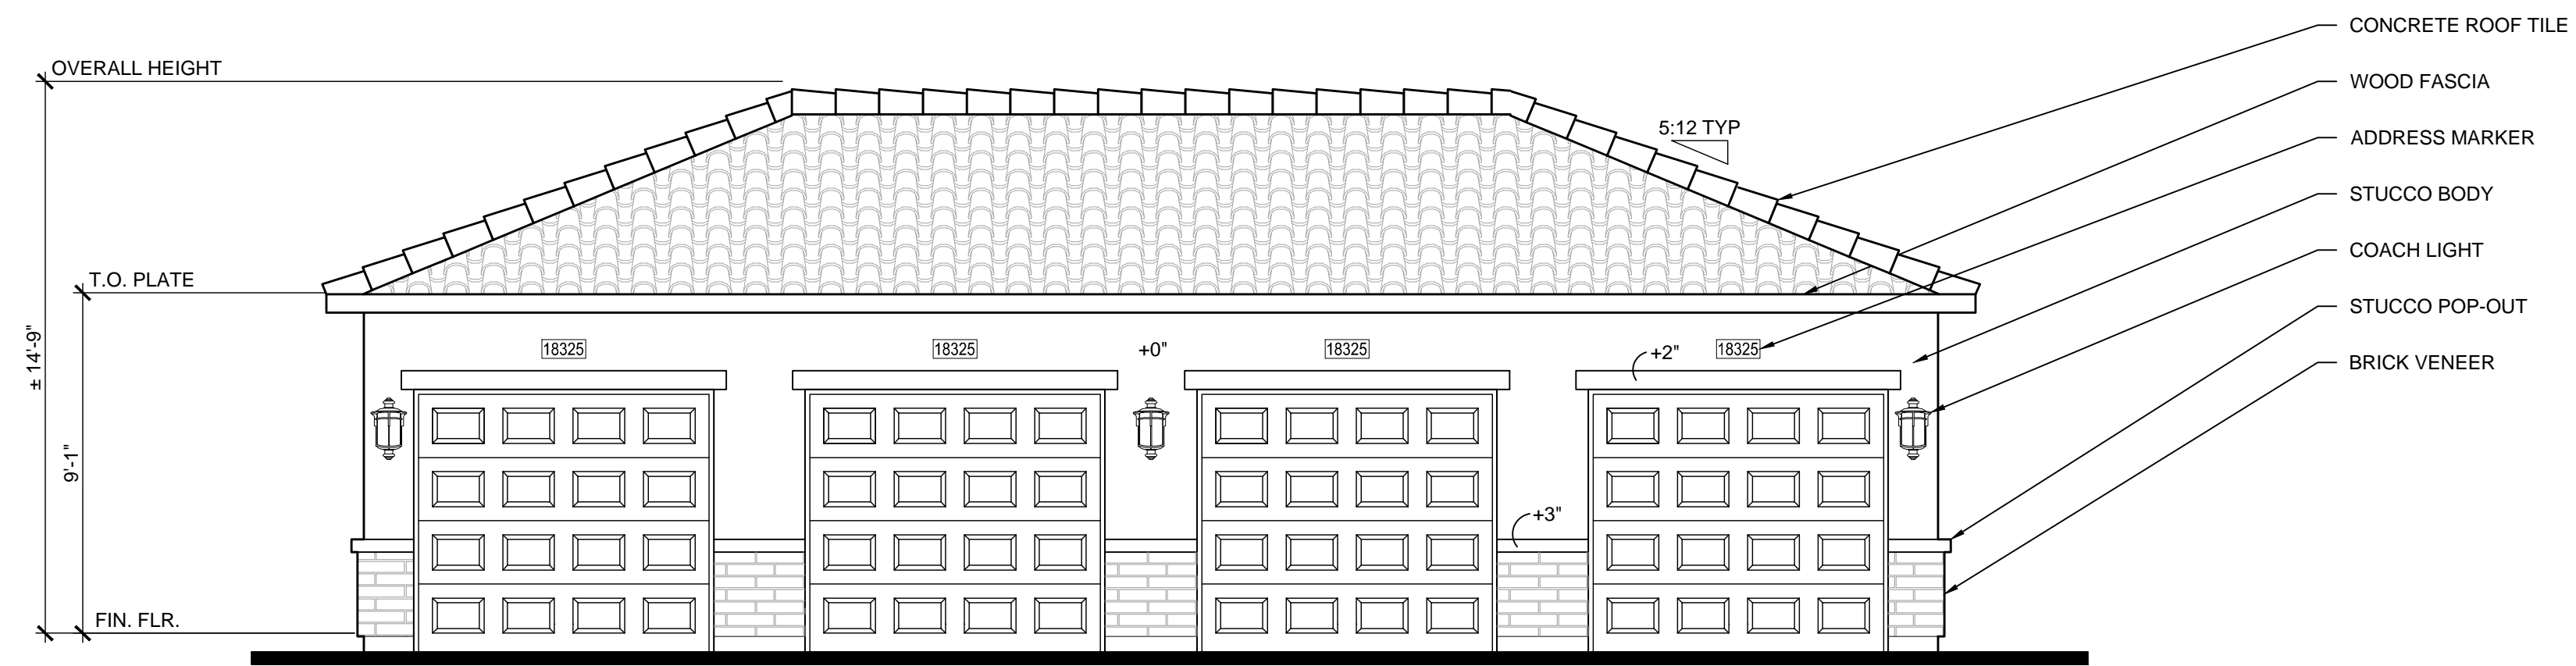 CONCRETE ROOF TILE
OVERALL HEIGHT
WOOD FASCIA
5:12 TYP
ADDRESS MARKER
STUCCO BODY
COACH LIGHT
T.O. PLATE
STUCCO POP-OUT
± 14'-9"
18325
18325
+0"
18325
+2"
18325
BRICK VENEER
9'-1"
+3"
FIN. FLR.